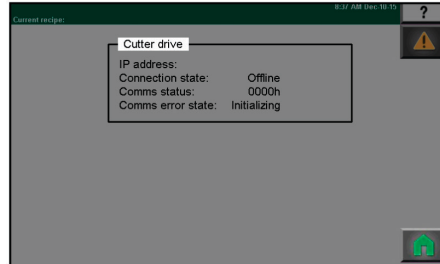 8:37 AM Dec-10-15
?
Current recipe:
Cutter drive
IP address:
Connection state: Offline
Comms status: 0000h
Comms error state: Initializing